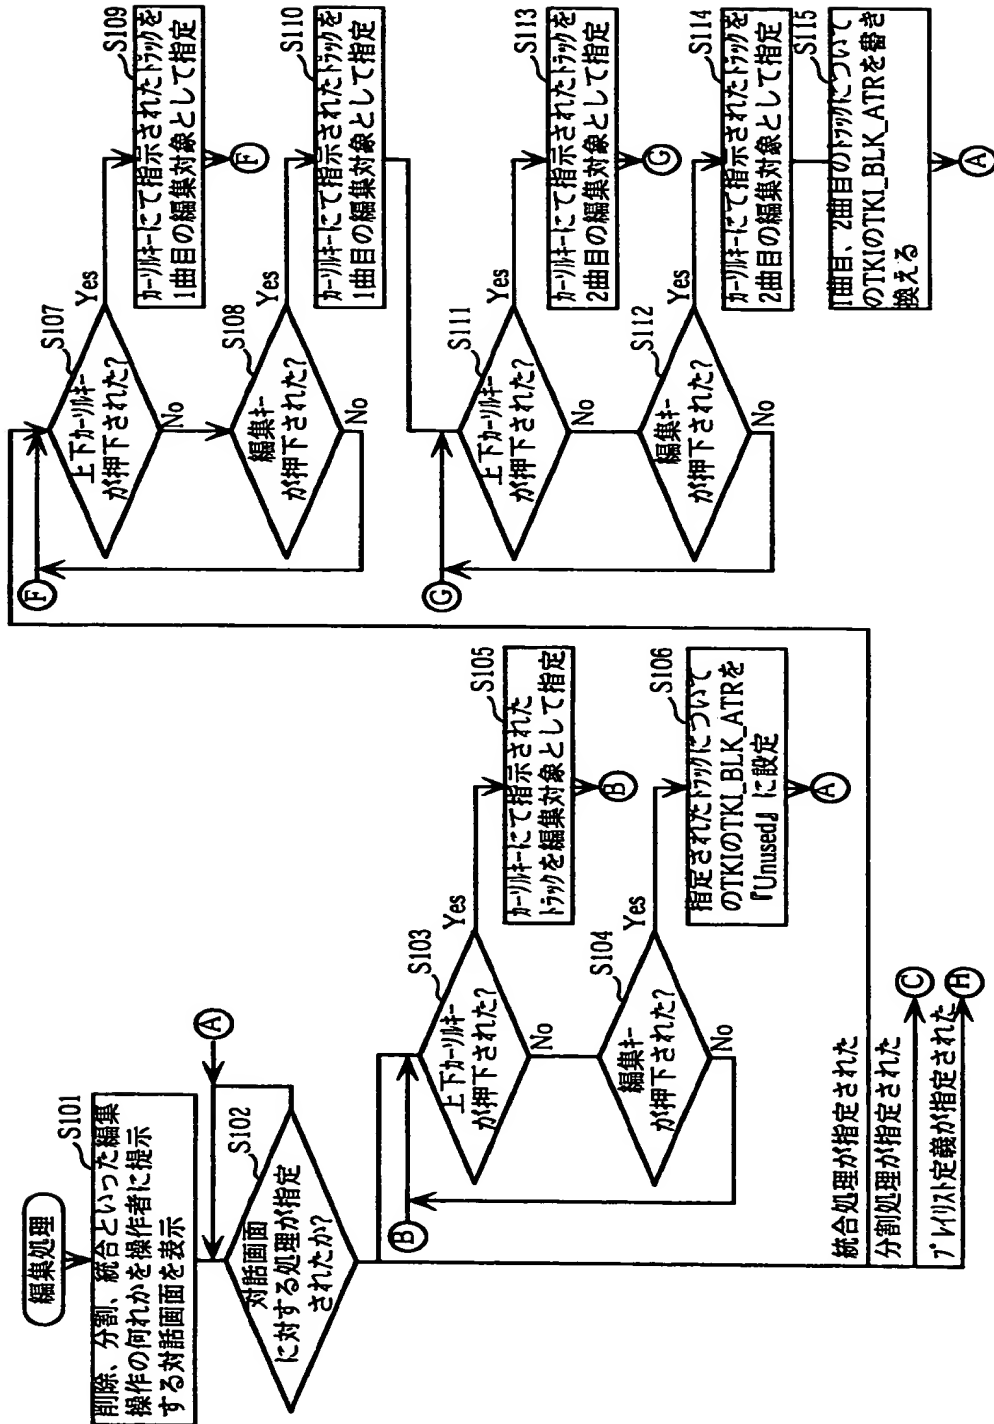 編集処理
S101
削除、分割、統合といった編集
操作の何れかを操作者に提示
する対話画面を表示
A
S102
対話画面
に対する処理が指定
されたか?
B
S103
上下カーソルキー
が押下された?
Yes
No
S105
カーソルキーにて指示された
トラックを編集対象として指定
B
S104
編集キー
が押下された?
Yes
No
S106
指定されたトラックについて
のTKIのTKI_BLK_ATRを
『Unused』に設定
A
統合処理が指定された
分割処理が指定された
C
プレイリスト定義が指定された
H
F
S107
上下カーソルキー
が押下された?
Yes
No
S109
カーソルキーにて指示されたトラックを
1曲目の編集対象として指定
F
S108
編集キー
が押下された?
Yes
No
S110
カーソルキーにて指示されたトラックを
1曲目の編集対象として指定
G
S111
上下カーソルキー
が押下された?
Yes
No
S113
カーソルキーにて指示されたトラックを
2曲目の編集対象として指定
G
S112
編集キー
が押下された?
Yes
No
S114
カーソルキーにて指示されたトラックを
2曲目の編集対象として指定
S115
1曲目、2曲目のトラックについて
のTKIのTKI_BLK_ATRを書き
換える
A